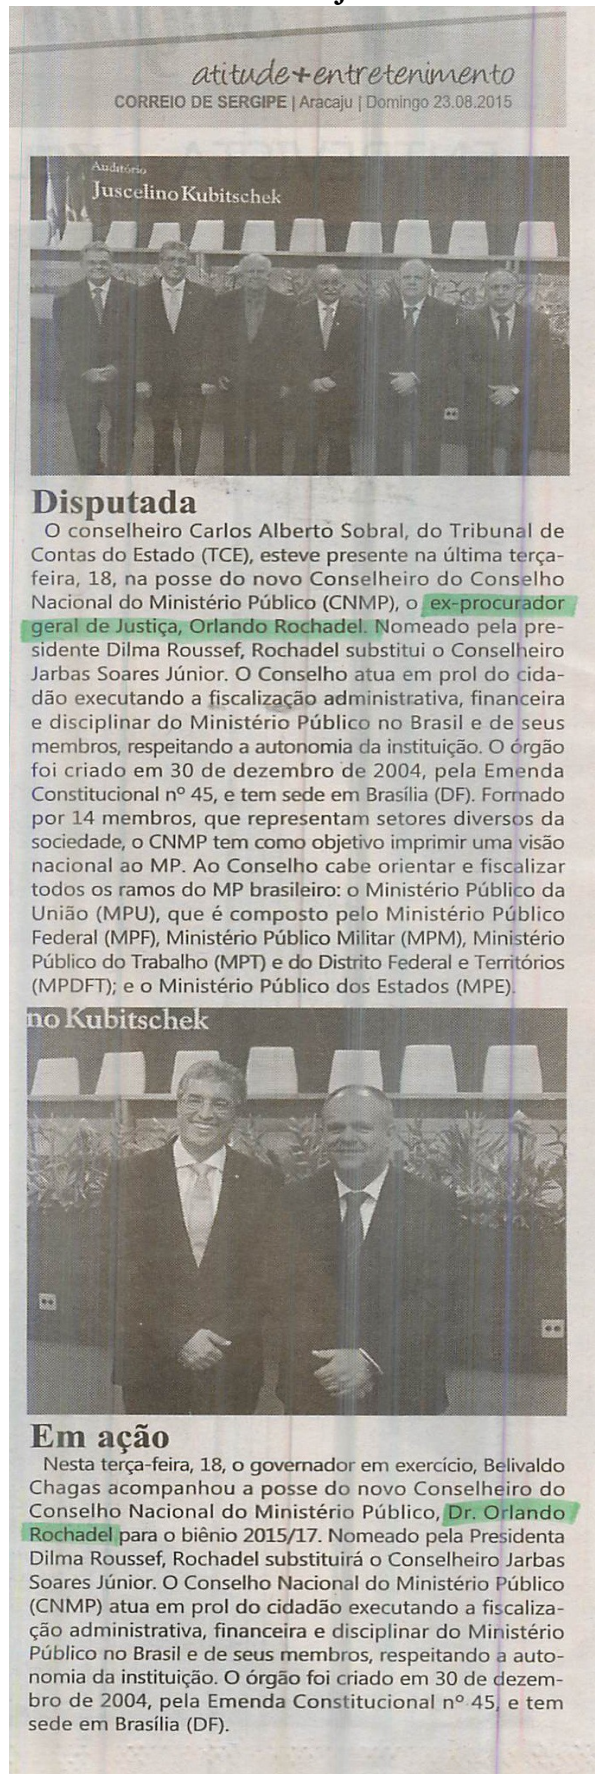 atitude+entretenimento
CORREIO DE SERGIPE | Aracaju | Domingo 23.08.2015
Auditório
Juscelino Kubitschek
Disputada
O conselheiro Carlos Alberto Sobral, do Tribunal de
Contas do Estado (TCE), esteve presente na última terça-
feira, 18, na posse do novo Conselheiro do Conselho
Nacional do Ministério Público (CNMP), o ex-procurador
geral de Justiça, Orlando Rochadel. Nomeado pela pre-
sidente Dilma Roussef, Rochadel substitui o Conselheiro
Jarbas Soares Júnior. O Conselho atua em prol do cida-
dão executando a fiscalização administrativa, financeira
e disciplinar do Ministério Público no Brasil e de seus
membros, respeitando a autonomia da instituição. O órgão
foi criado em 30 de dezembro de 2004, pela Emenda
Constitucional nº 45, e tem sede em Brasília (DF). Formado
por 14 membros, que representam setores diversos da
sociedade, o CNMP tem como objetivo imprimir uma visão
nacional ao MP. Ao Conselho cabe orientar e fiscalizar
todos os ramos do MP brasileiro: o Ministério Público da
União (MPU), que é composto pelo Ministério Público
Federal (MPF), Ministério Público Militar (MPM), Ministério
Público do Trabalho (MPT) e do Distrito Federal e Territórios
(MPDFT); e o Ministério Público dos Estados (MPE).
no Kubitschek
Em ação
Nesta terça-feira, 18, o governador em exercício, Belivaldo
Chagas acompanhou a posse do novo Conselheiro do
Conselho Nacional do Ministério Público, Dr. Orlando
Rochadel para o biênio 2015/17. Nomeado pela Presidenta
Dilma Roussef, Rochadel substituirá o Conselheiro Jarbas
Soares Júnior. O Conselho Nacional do Ministério Público
(CNMP) atua em prol do cidadão executando a fiscaliza-
ção administrativa, financeira e disciplinar do Ministério
Público no Brasil e de seus membros, respeitando a auto-
nomia da instituição. O órgão foi criado em 30 de dezem-
bro de 2004, pela Emenda Constitucional nº 45, e tem
sede em Brasília (DF).